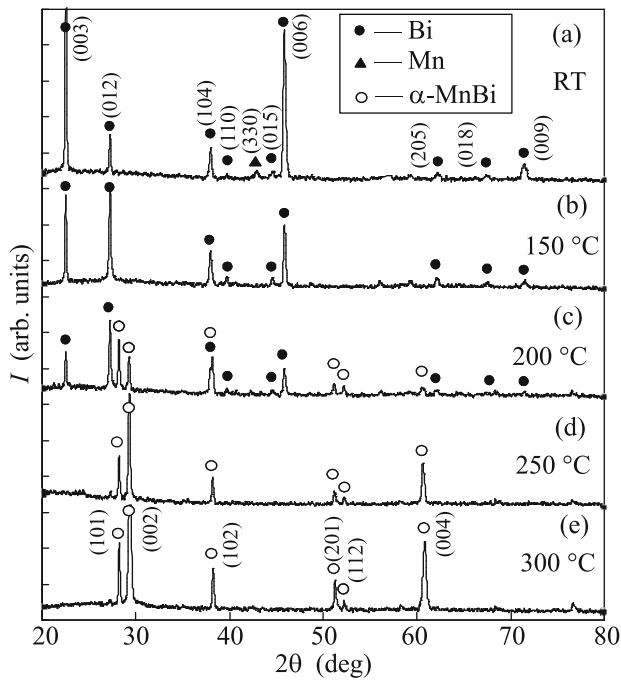 (003)
(012)
(104)
(110)
(330)
(015)
(006)
(205)
(018)
(009)
Bi
Mn
α-MnBi
(a)
RT
(b)
150 °C
(c)
200 °C
(d)
250 °C
(e)
300 °C
(101)
(002)
(102)
(201)
(112)
(004)
I (arb. units)
20 30 40 50 60 70 80
2θ (deg)